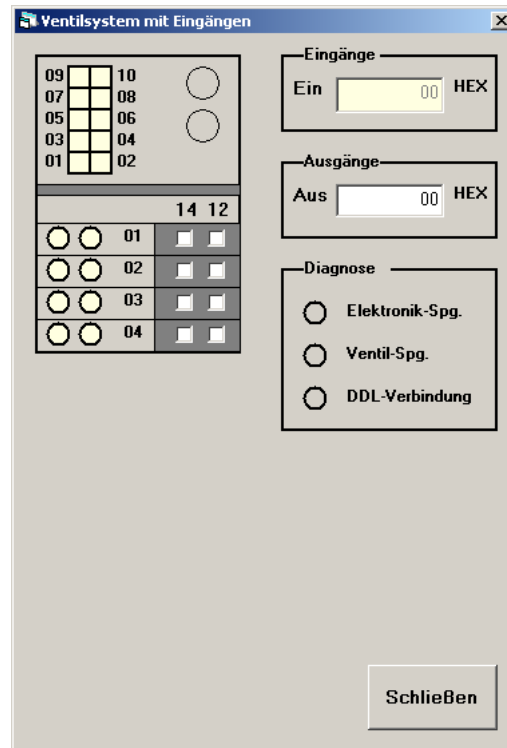 Ventilsystem mit Eingängen
09 10
07 08
05 06
03 04
01 02
14 12
01
02
03
04
Eingänge
Ein 00 HEX
Ausgänge
Aus 00 HEX
Diagnose
Elektronik-Spg.
Ventil-Spg.
DDL-Verbindung
Schließen